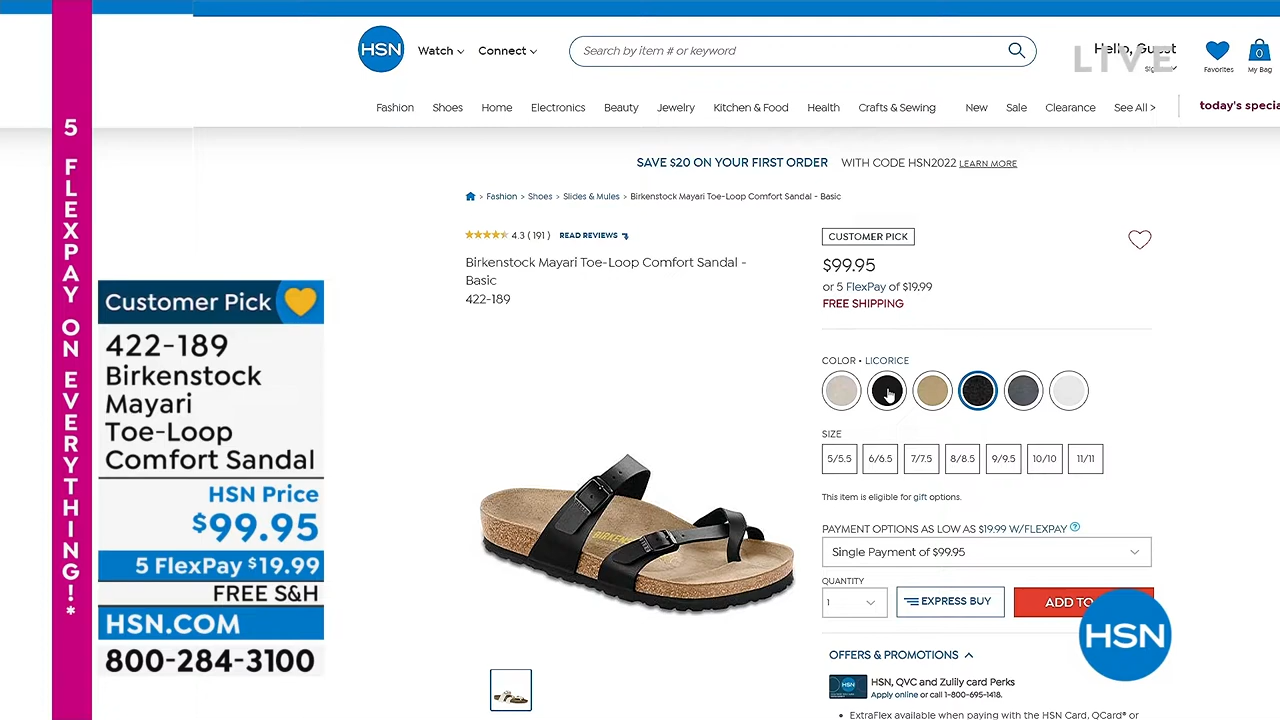 5 FLEXPAY ON EVERYTHING!*
HSN
Watch
Connect
Search by item # or keyword
Hello, Guest
LIVE
Favorites
0
My Bag
Fashion
Shoes
Home
Electronics
Beauty
Jewelry
Kitchen & Food
Health
Crafts & Sewing
New
Sale
Clearance
See All >
today's specia
SAVE $20 ON YOUR FIRST ORDER WITH CODE HSN2022 LEARN MORE
> Fashion > Shoes > Slides & Mules > Birkenstock Mayari Toe-Loop Comfort Sandal - Basic
4.3 ( 191 ) READ REVIEWS
Birkenstock Mayari Toe-Loop Comfort Sandal -
Basic
422-189
CUSTOMER PICK
$99.95
or 5 FlexPay of $19.99
FREE SHIPPING
COLOR • LICORICE
SIZE
5/5.5
6/6.5
7/7.5
8/8.5
9/9.5
10/10
11/11
This item is eligible for gift options.
PAYMENT OPTIONS AS LOW AS $19.99 W/FLEXPAY ?
Single Payment of $99.95
QUANTITY
1
EXPRESS BUY
ADD TO
HSN
OFFERS & PROMOTIONS
HSN
HSN, QVC and Zulily card Perks
Apply online or call 1-800-695-1418.
• ExtraFlex available when paying with the HSN Card, QCard® or
Customer Pick
422-189
Birkenstock
Mayari
Toe-Loop
Comfort Sandal
HSN Price
$99.95
5 FlexPay $19.99
FREE S&H
HSN.COM
800-284-3100